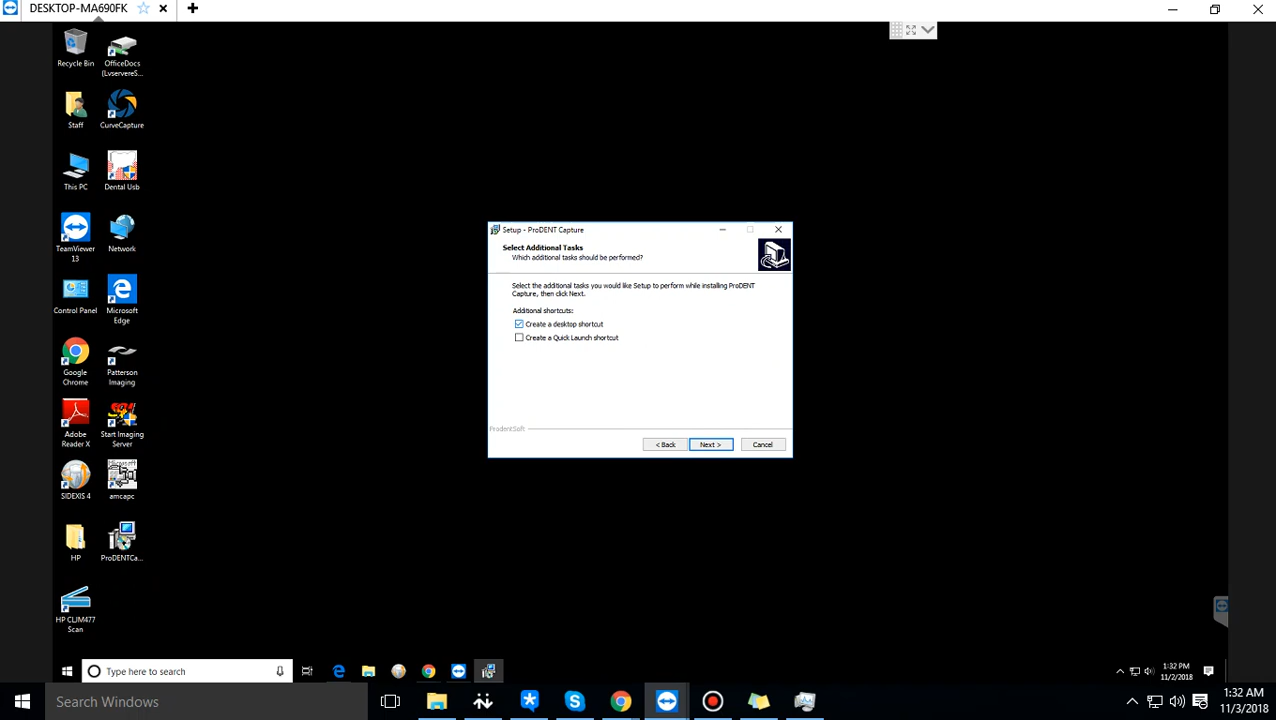 DESKTOP-MA690FK
Recycle Bin
OfficeDocs
(Lvservere5...
Staff
CurveCapture
This PC
Dental Usb
TeamViewer
13
Network
Control Panel
Microsoft
Edge
Google
Chrome
Patterson
Imaging
Adobe
Reader X
Start Imaging
Server
SIDEXIS 4
amcapc
HP
ProDENTCa...
HP CLJM477
Scan
Setup - ProDENT Capture
Select Additional Tasks
Which additional tasks should be performed?
Select the additional tasks you would like Setup to perform while installing ProDENT
Capture, then click Next.
Additional shortcuts:
Create a desktop shortcut
Create a Quick Launch shortcut
ProdentSoft
< Back
Next >
Cancel
Type here to search
1:32 PM
11/2/2018
Search Windows
1:32 AM
11/3/2018